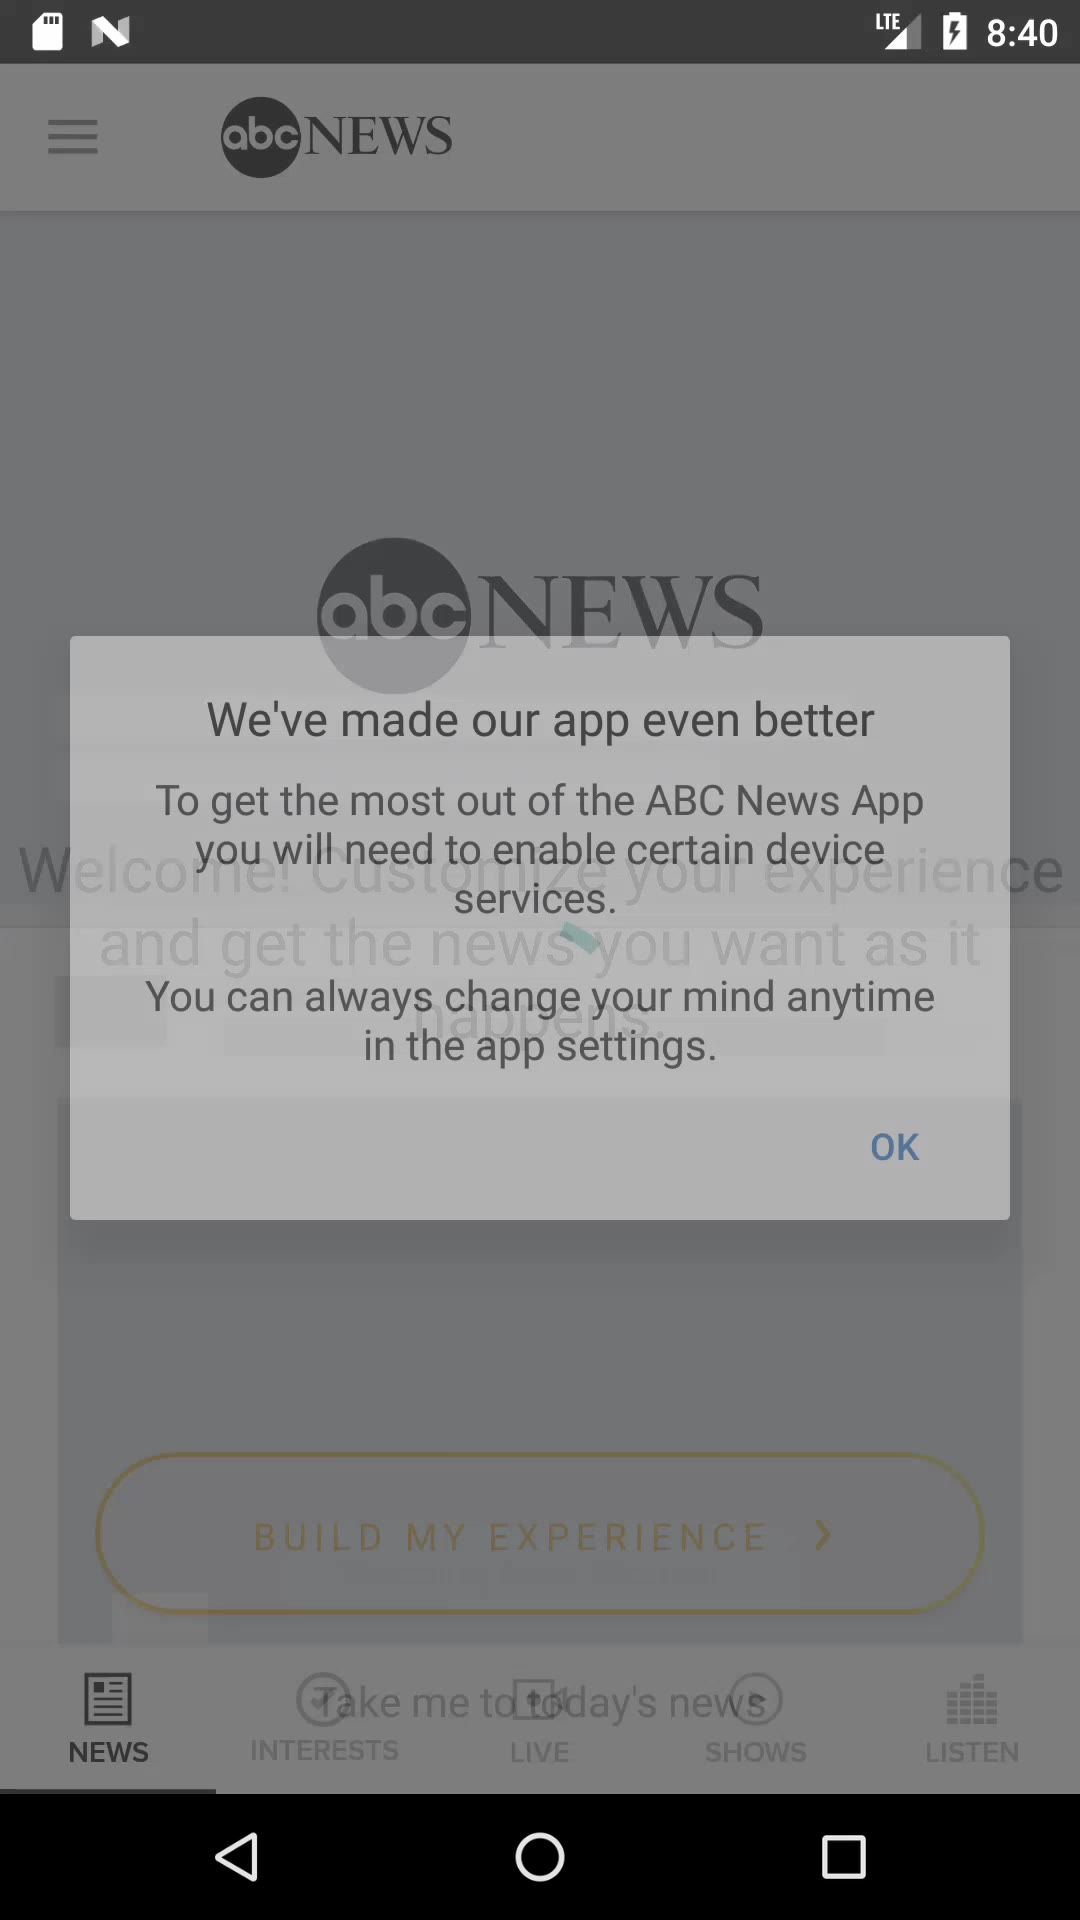 LTE 8:40
abc NEWS
abc NEWS
We've made our app even better
To get the most out of the ABC News App
you will need to enable certain device
services.
Welcome! Customize your experience
and get the news you want as it
happens.
You can always change your mind anytime
in the app settings.
OK
BUILD MY EXPERIENCE
Take me to today's news
NEWS INTERESTS LIVE SHOWS LISTEN